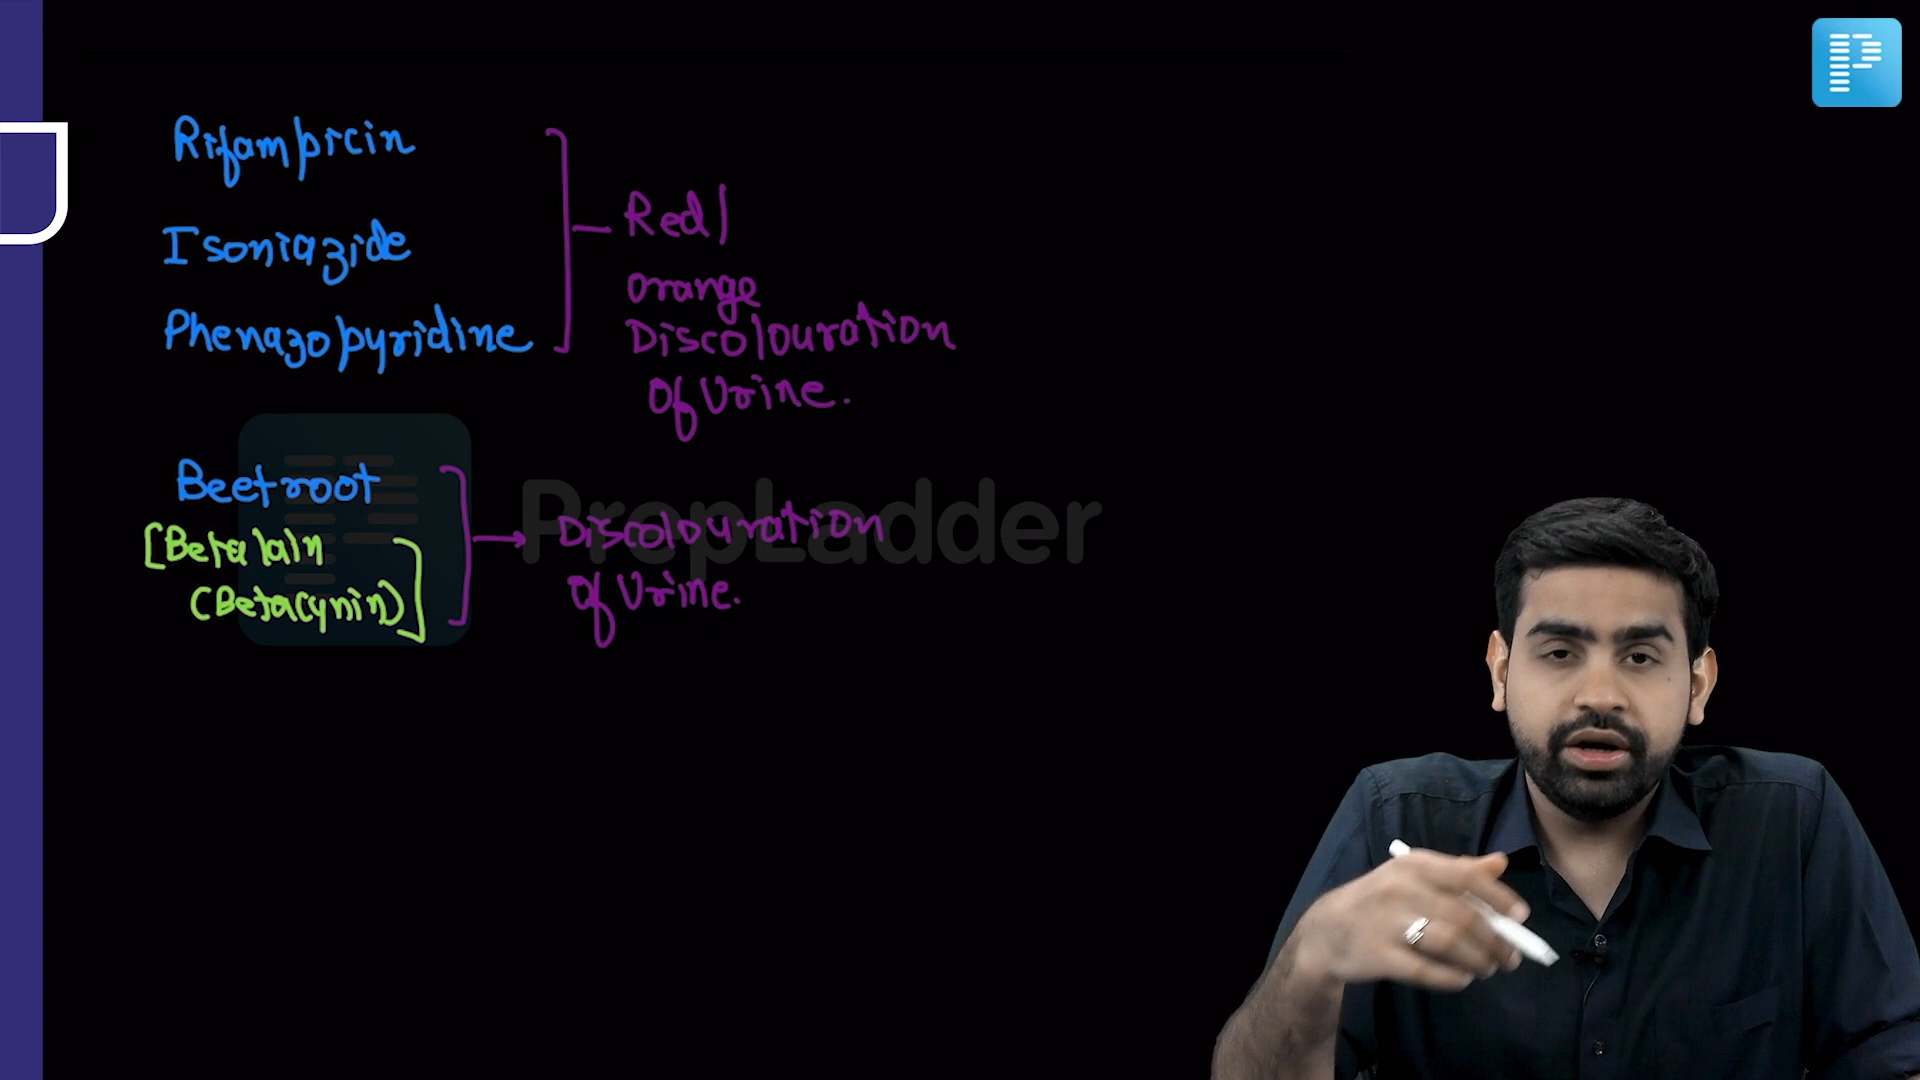 Rifampicin
Isoniazide
Phenazopyridine
Red/
orange
Discolouration
of Urine.
Beetroot
[Betalain
(Betacynin)]
Discolouration
of Urine.
PrepLadder